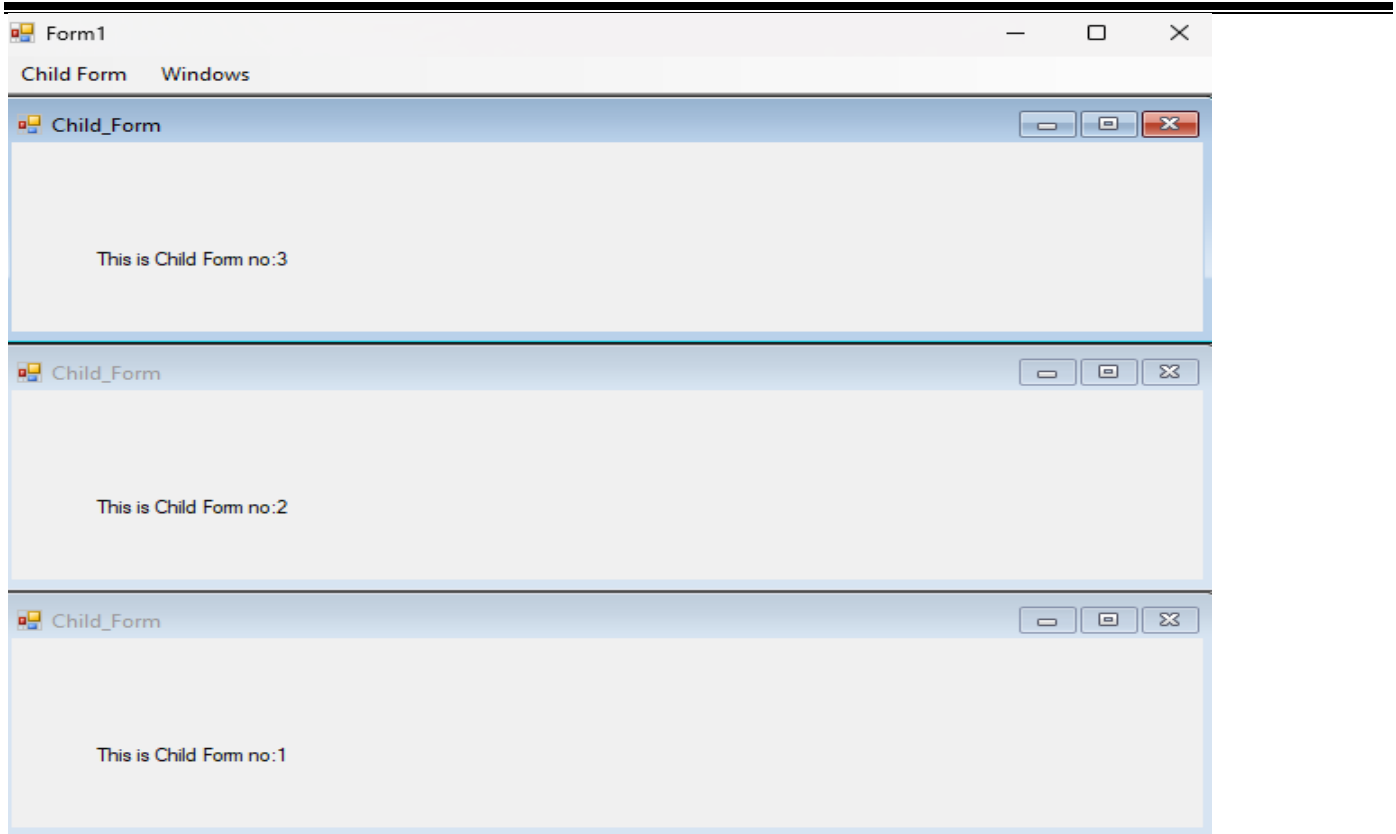 Form1
Child Form Windows
Child_Form
This is Child Form no:3
Child_Form
This is Child Form no:2
Child_Form
This is Child Form no:1